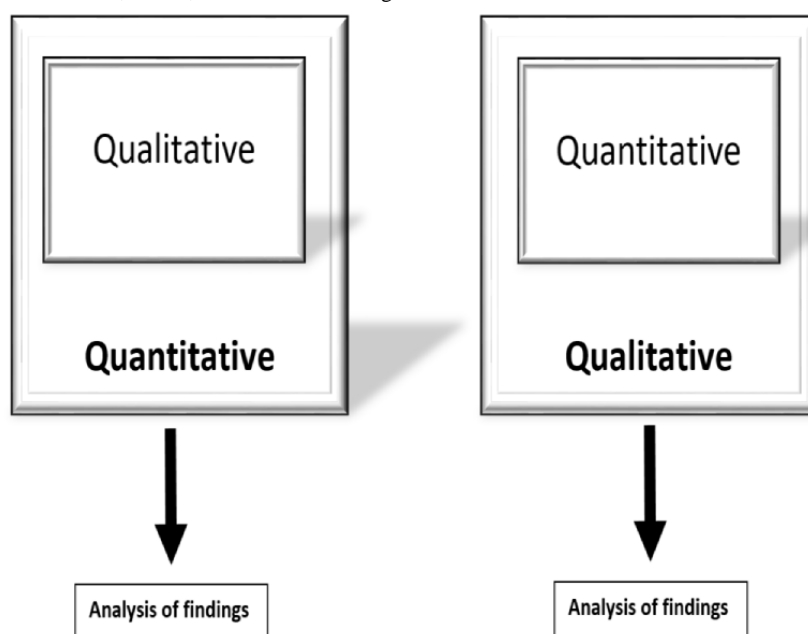 Qualitative
Quantitative
Quantitative
Qualitative
Analysis of findings
Analysis of findings